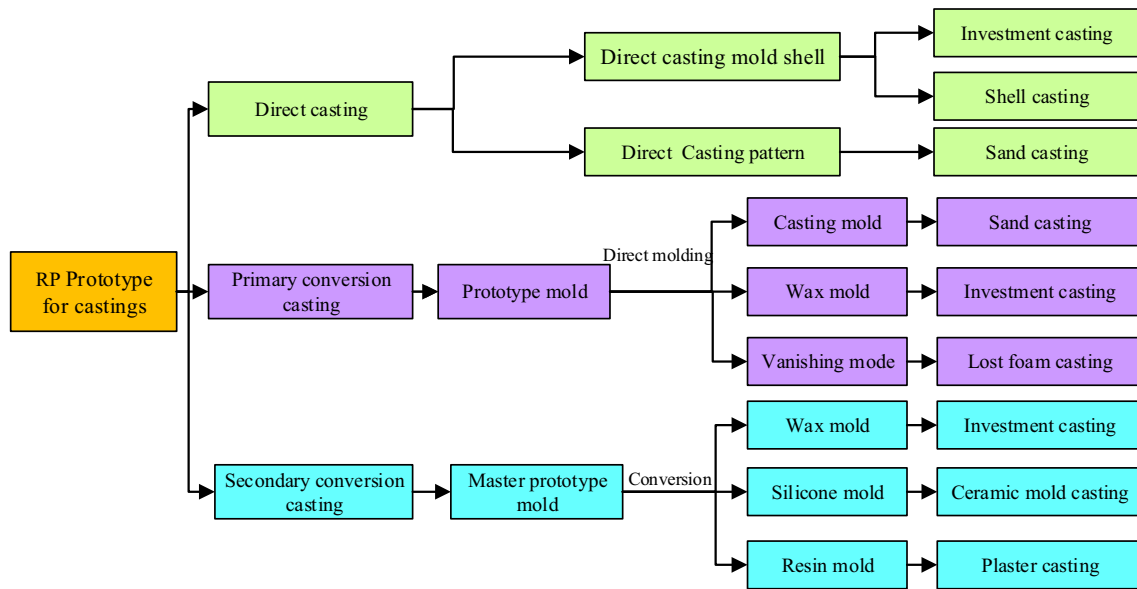 RP Prototype
for castings
Direct casting
Direct casting mold shell
Investment casting
Shell casting
Direct Casting pattern
Sand casting
Primary conversion
casting
Prototype mold
Direct molding
Casting mold
Sand casting
Wax mold
Investment casting
Vanishing mode
Lost foam casting
Secondary conversion
casting
Master prototype
mold
Conversion
Wax mold
Investment casting
Silicone mold
Ceramic mold casting
Resin mold
Plaster casting